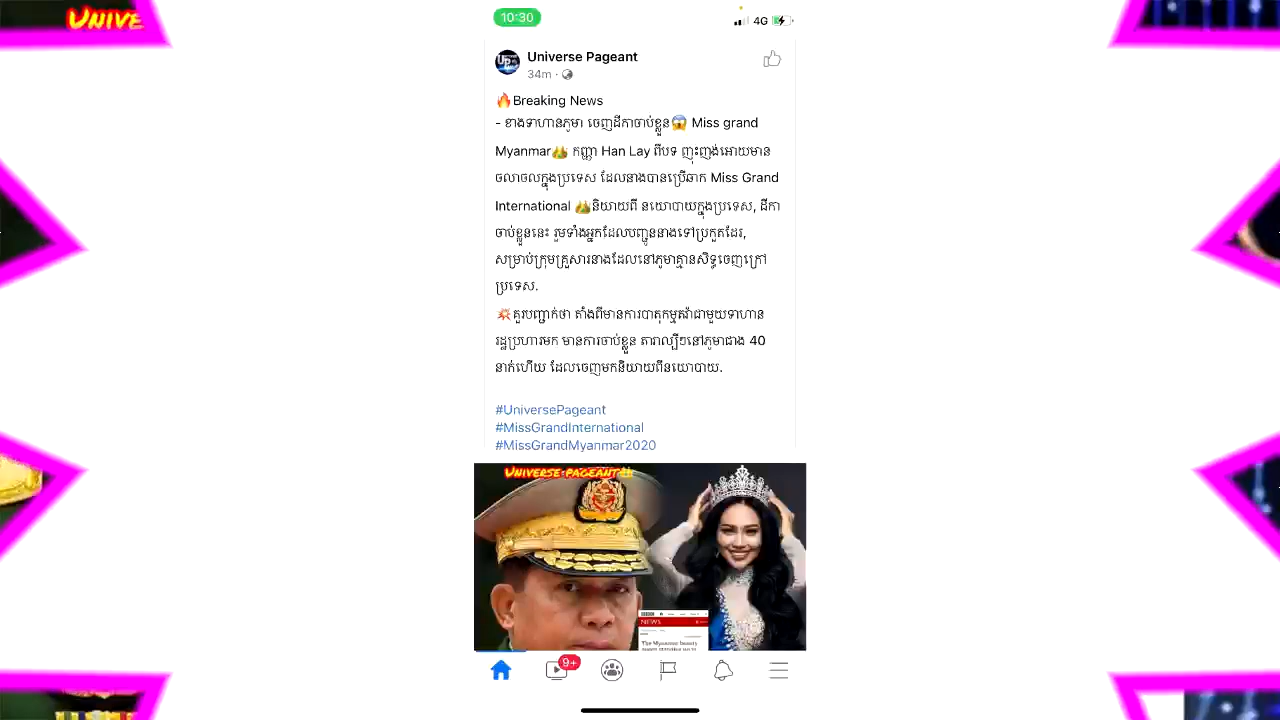 UNIVE
10:30
4G
Universe Pageant
34m ·
🔥Breaking News
- ខាងទាហានភូមា ចេញដីកាចាប់ខ្លួន😱 Miss grand
Myanmar👑 កញ្ញា Han Lay ពីបទ ញុះញង់អោយមាន
ចលាចលក្នុងប្រទេស ដែលនាងបានប្រើឆាក Miss Grand
International 👑និយាយពី នយោបាយក្នុងប្រទេស, ដីកា
ចាប់ខ្លួននេះ រួមទាំងអ្នកដែលបញ្ជូននាងទៅប្រកួតដែរ,
សម្រាប់ក្រុមគ្រួសារនាងដែលនៅភូមាគ្មានសិទ្ធចេញក្រៅ
ប្រទេស.
💥គួរបញ្ជាក់ថា តាំងពីមានការបាតុកម្មតវ៉ាជាមួយទាហាន
រដ្ឋប្រហារមក មានការចាប់ខ្លួន តារាល្បីៗនៅភូមាជាង 40
នាក់ហើយ ដែលចេញមកនិយាយពីនយោបាយ.
#UniversePageant
#MissGrandInternational
#MissGrandMyanmar2020
UNIVERSE PAGEANT
BBC
NEWS
The Myanmar beauty
9+